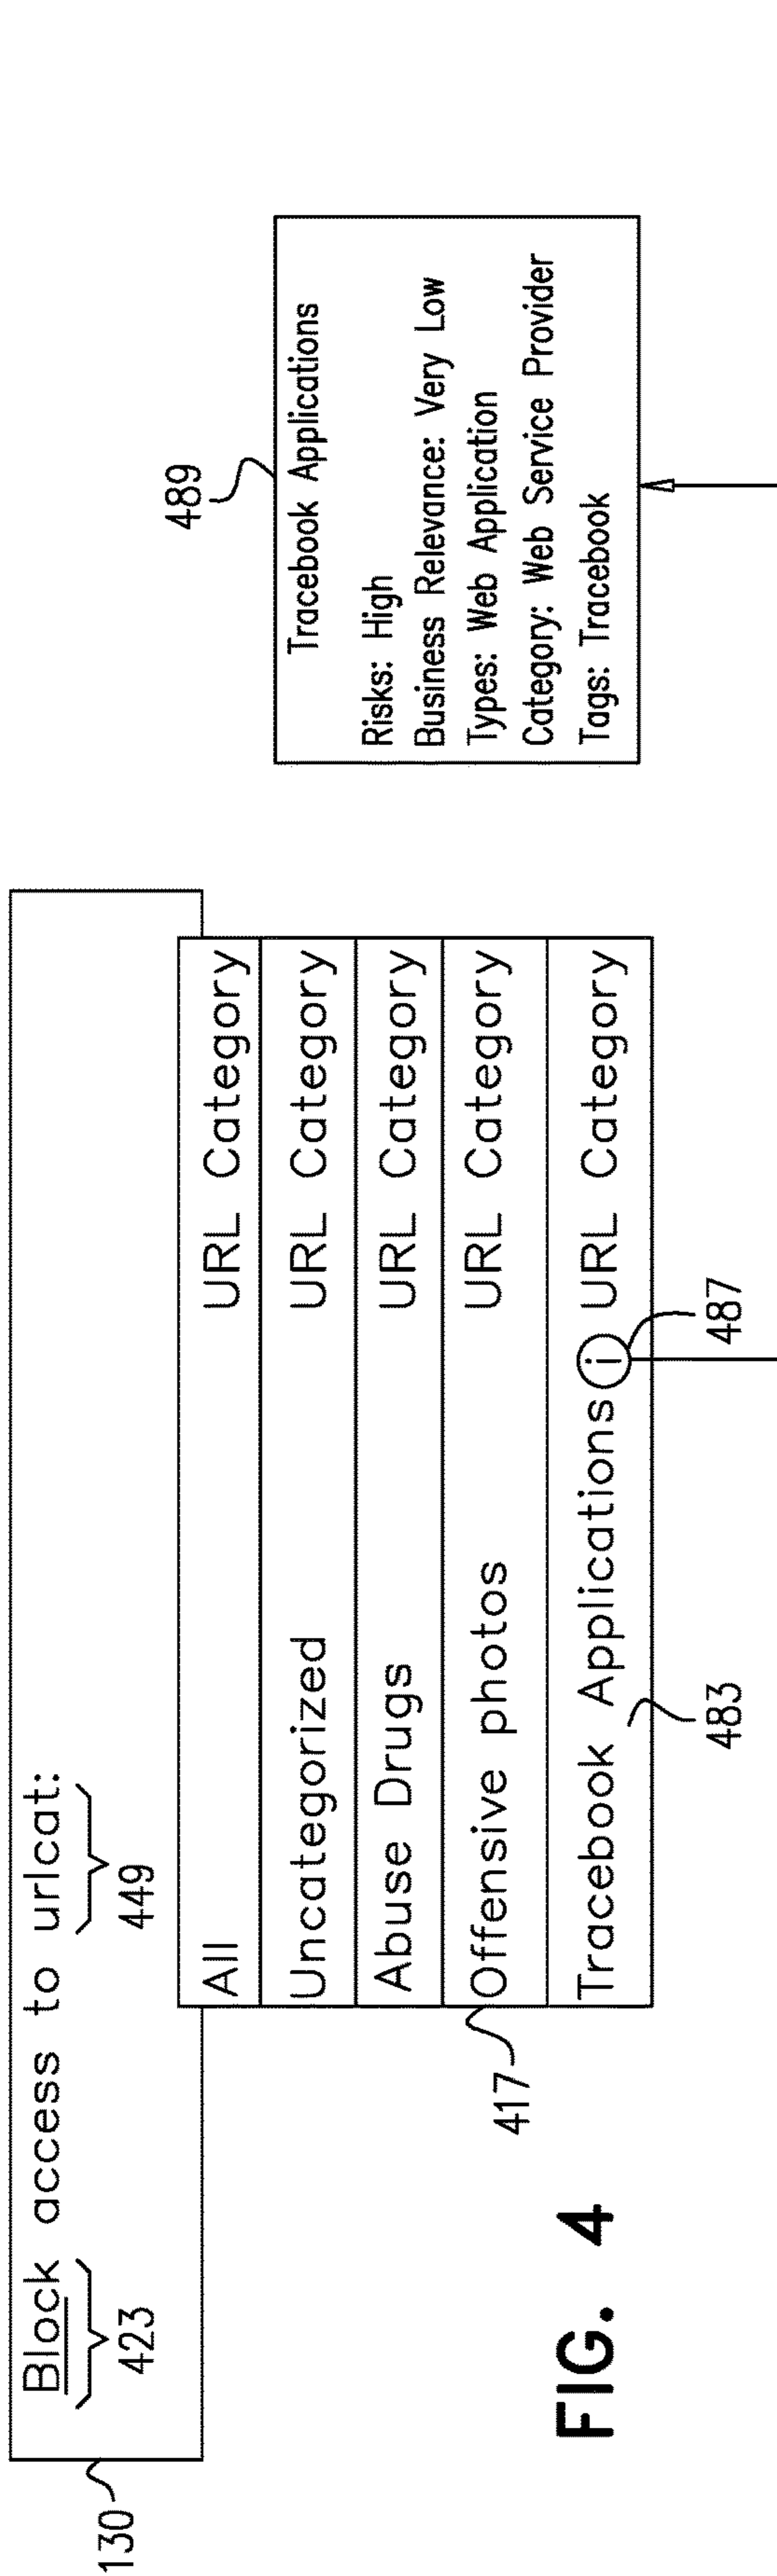 130
Block access to urlcat:
423
449
All URL Category
Uncategorized URL Category
Abuse Drugs URL Category
Offensive photos URL Category
Tracebook Applications i URL Category
417
483
487
489
Tracebook Applications
Risks: High
Business Relevance: Very Low
Types: Web Application
Category: Web Service Provider
Tags: Tracebook
FIG. 4